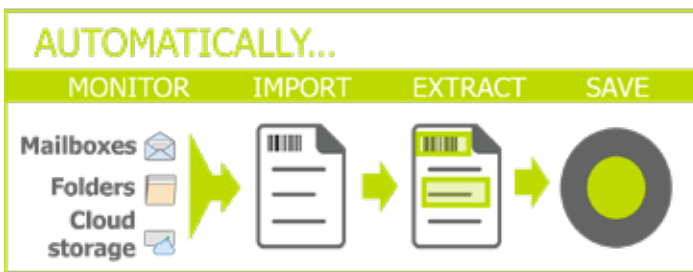 AUTOMATICALLY...
MONITOR IMPORT EXTRACT SAVE
Mailboxes
Folders
Cloud
storage